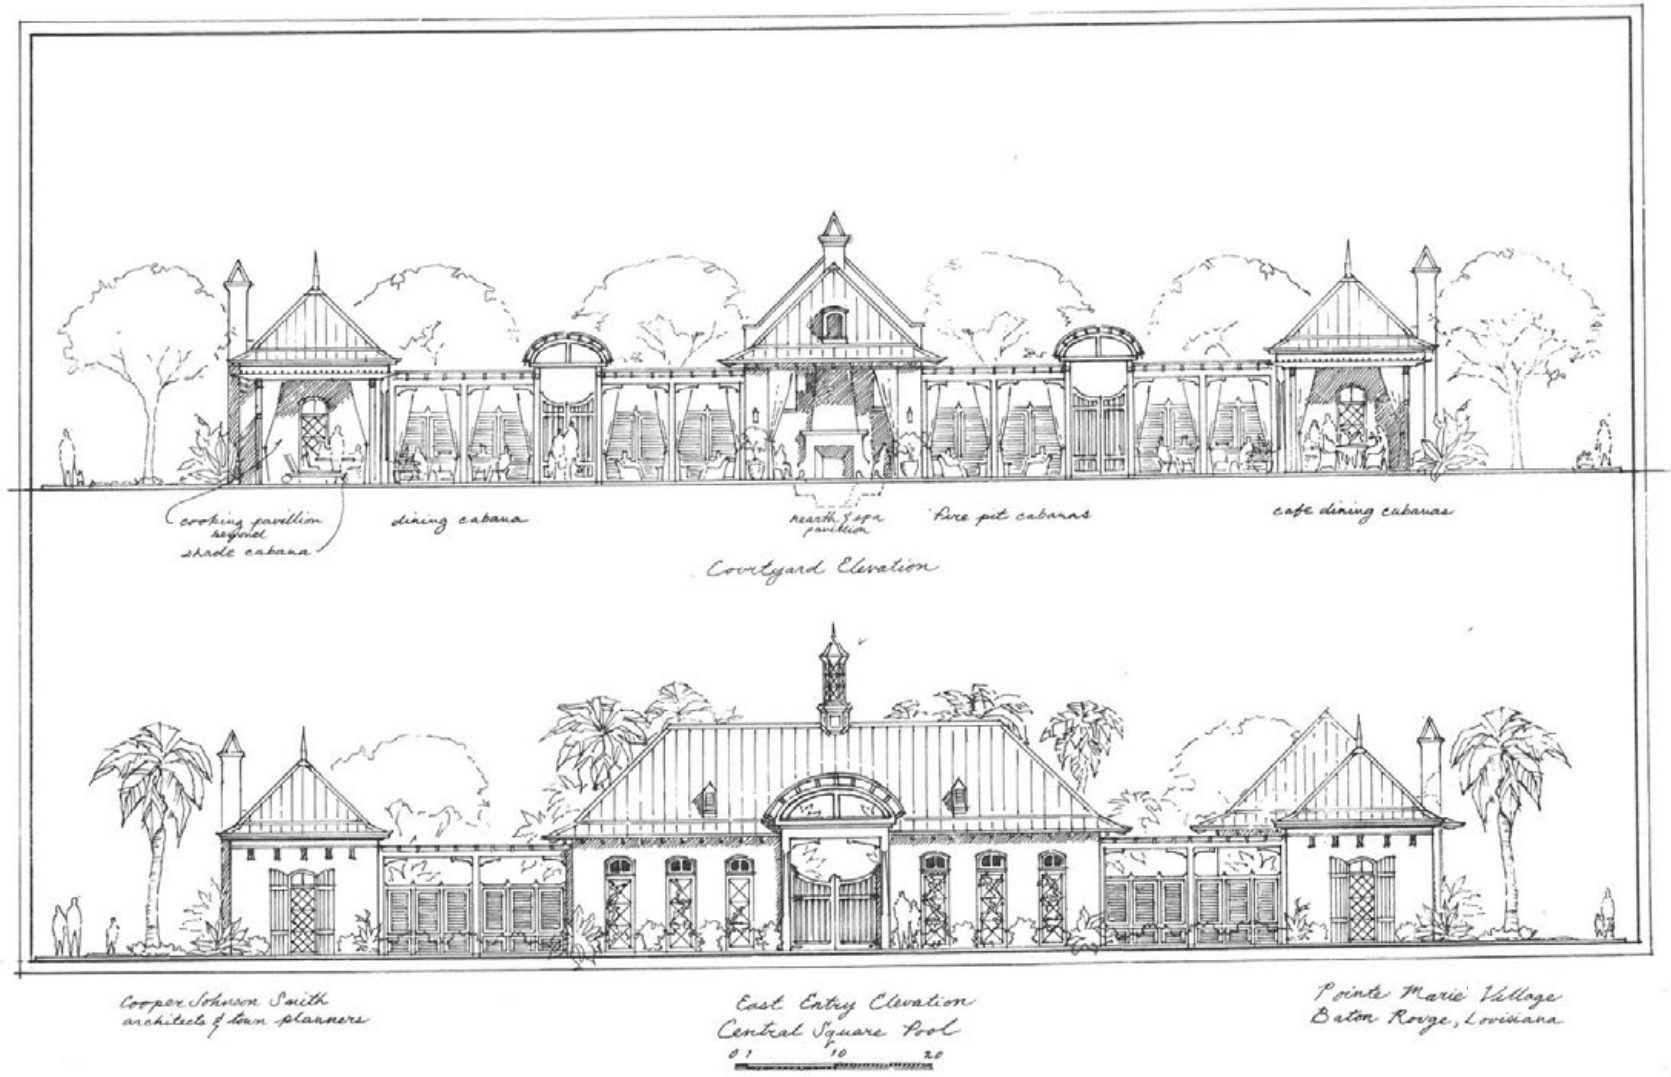 cooking pavillion
beyond
shade cabana
dining cabana
hearth & spa
pavillion
fire pit cabanas
cafe dining cabanas
Courtyard Elevation
Cooper Johnson Smith
architects & town planners
East Entry Elevation
Central Square Pool
0 1 10 20
Pointe Marie Village
Baton Rouge, Louisiana